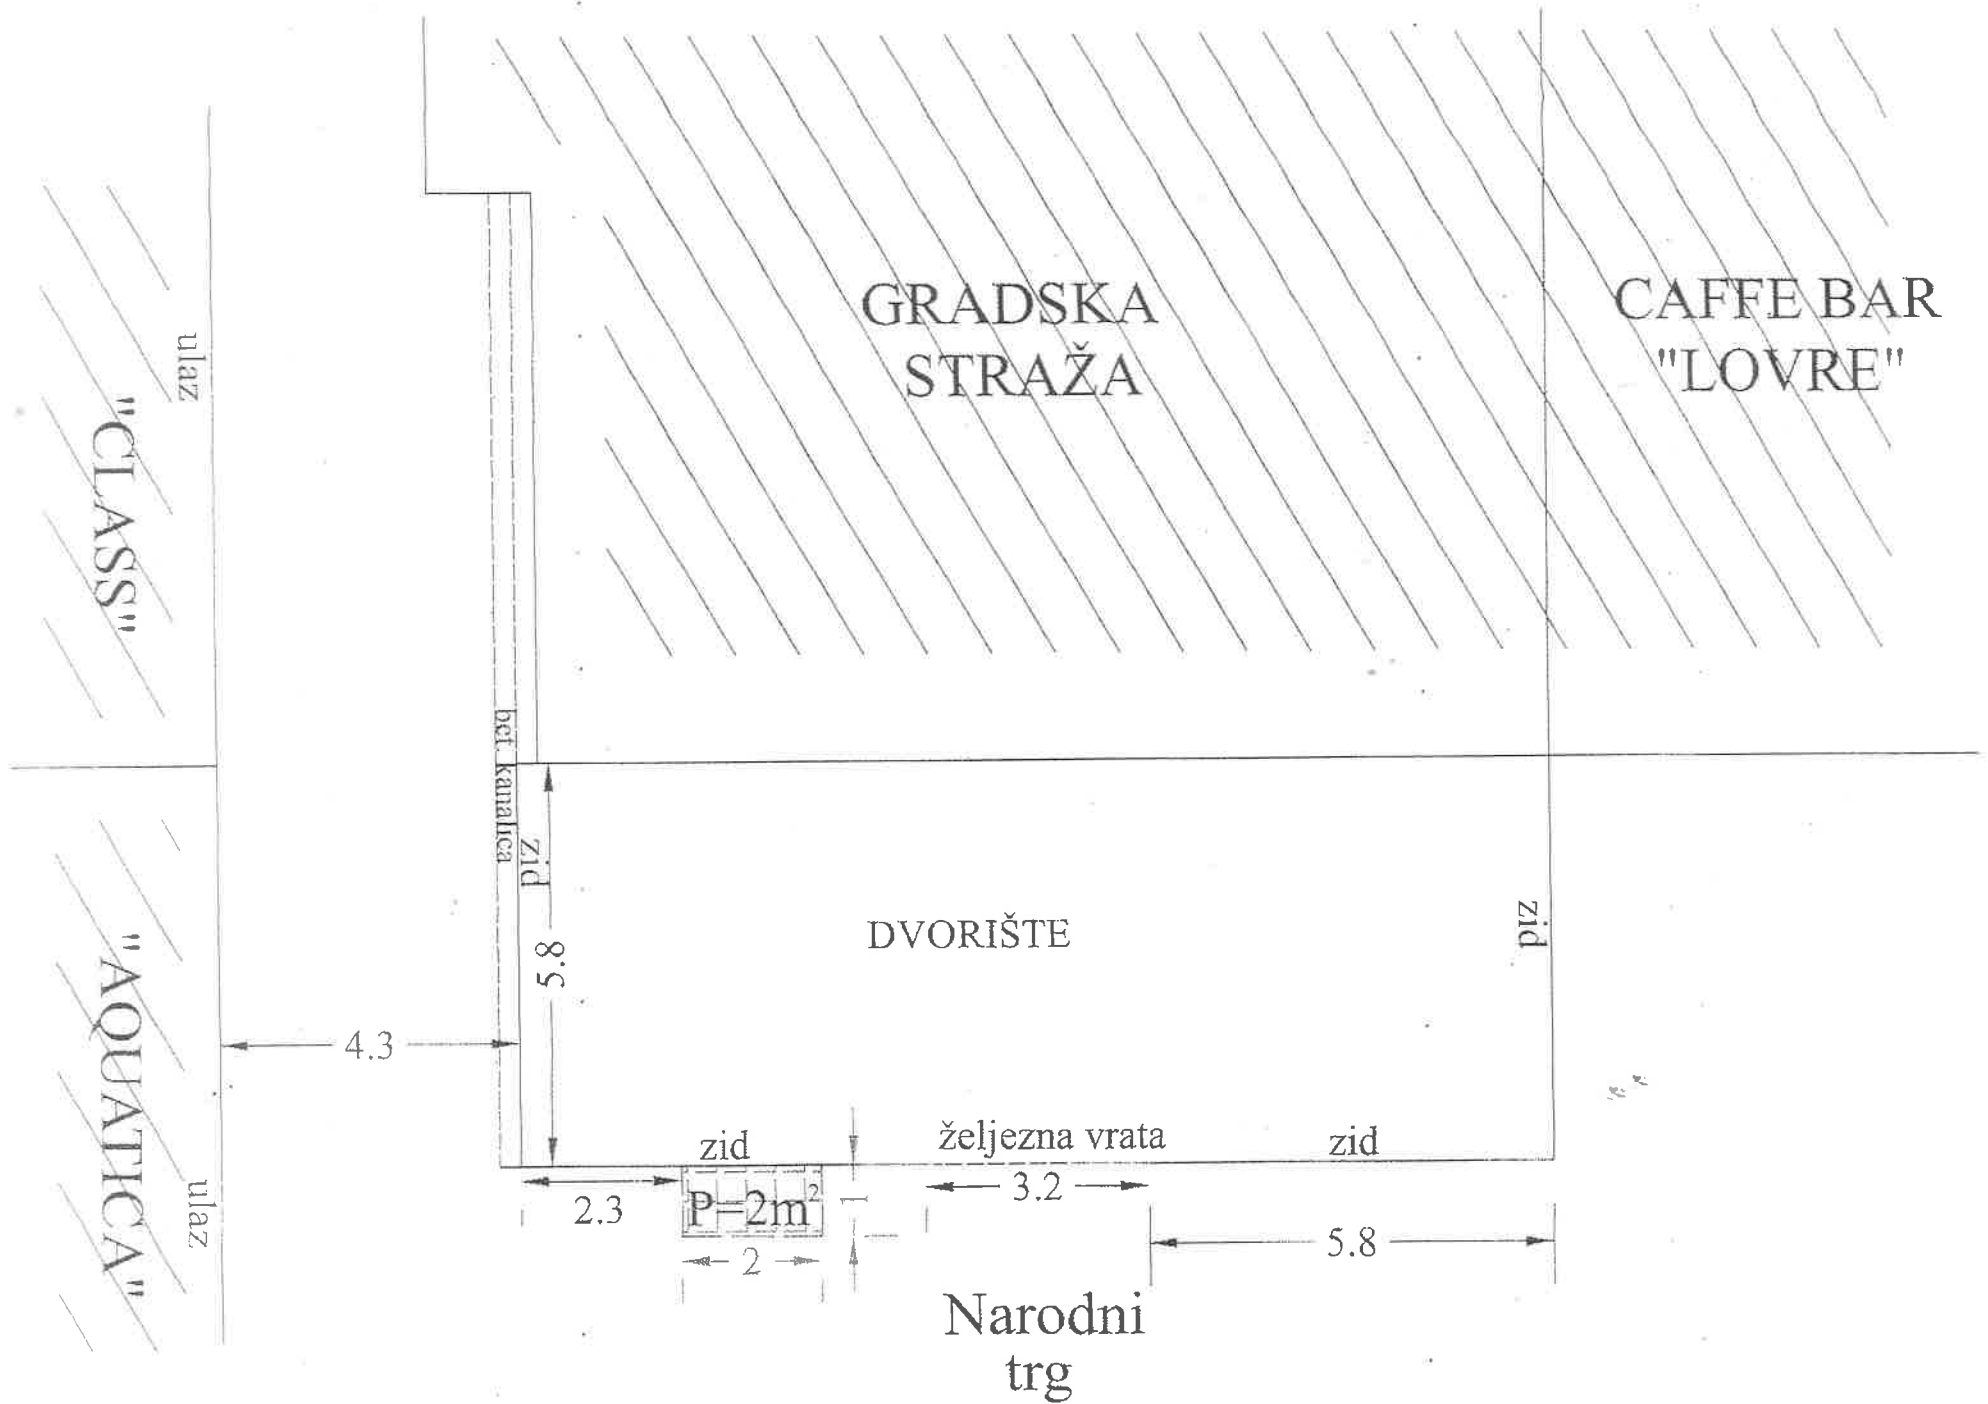 GRADSKA
STRAŽA
CAFFE BAR
"LOVRE"
ulaz
"CLASS"
bet. kanalica
zid
5.8
DVORIŠTE
zid
"AQUATICA"
ulaz
4.3
zid
željezna vrata
zid
2.3
P=2m²
1
3.2
2
5.8
Narodni
trg